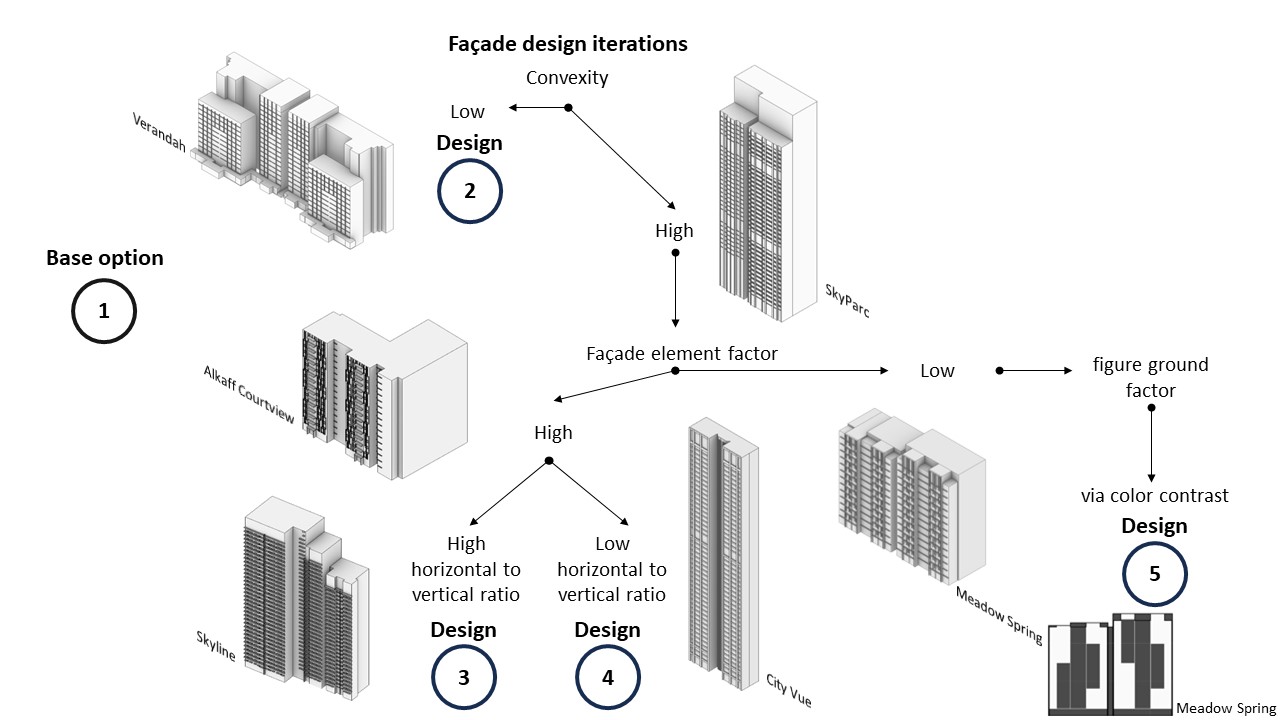 Façade design iterations
Convexity
Low
Design
2
Verandah
High
SkyParc
Base option
1
Façade element factor
Low
figure ground
factor
Alkaff Courtview
High
via color contrast
Design
5
High
horizontal to
vertical ratio
Low
horizontal to
vertical ratio
Design
3
Design
4
Skyline
City Vue
Meadow Spring
Meadow Spring